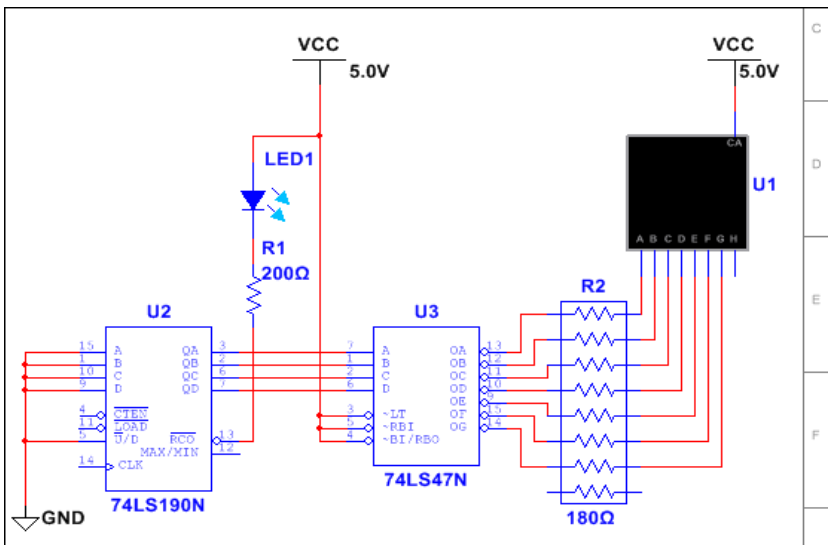 C
VCC
5.0V
VCC
5.0V
CA
D
LED1
U1
A B C D E F G H
R1
200Ω
R2
E
U2
U3
15 A QA 3
1 B QB 2
10 C QC 6
9 D QD 7
4 CTEN
11 LOAD
5 U/D RCO 13
MAX/MIN 12
14 CLK
7 A OA 13
1 B OB 12
2 C OC 11
6 D OD 10
OE 9
3 ~LT OF 15
5 ~RBI OG 14
4 ~BI/RBO
F
74LS190N
74LS47N
180Ω
GND